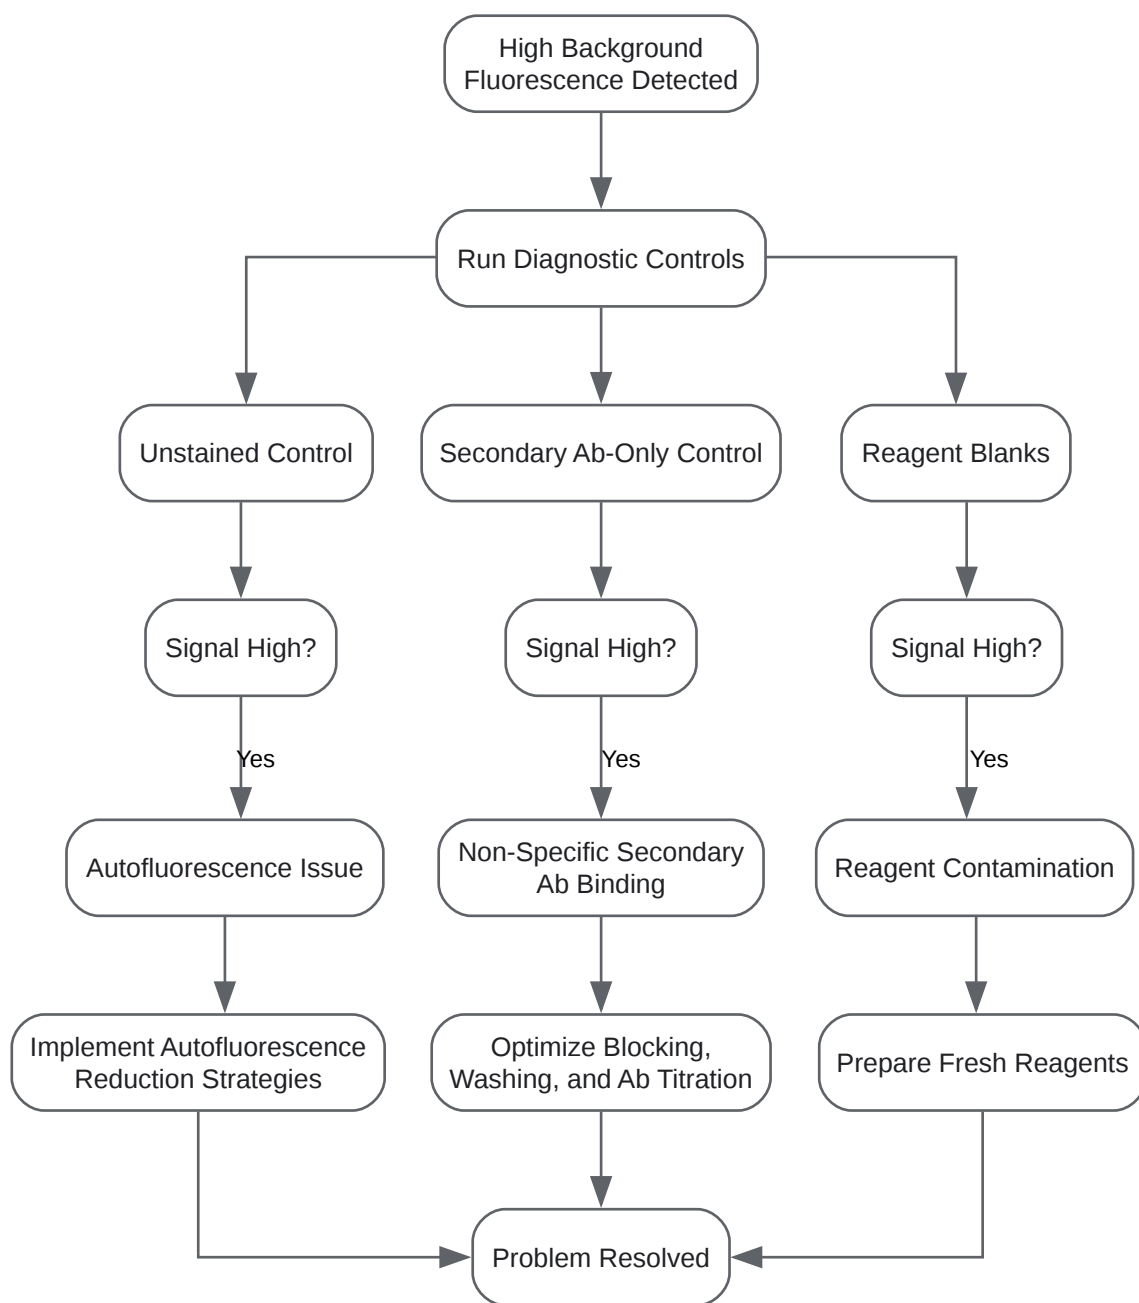 High Background
Fluorescence Detected
Run Diagnostic Controls
Unstained Control
Secondary Ab-Only Control
Reagent Blanks
Signal High?
Signal High?
Signal High?
Yes
Yes
Yes
Autofluorescence Issue
Non-Specific Secondary
Ab Binding
Reagent Contamination
Implement Autofluorescence
Reduction Strategies
Optimize Blocking,
Washing, and Ab Titration
Prepare Fresh Reagents
Problem Resolved